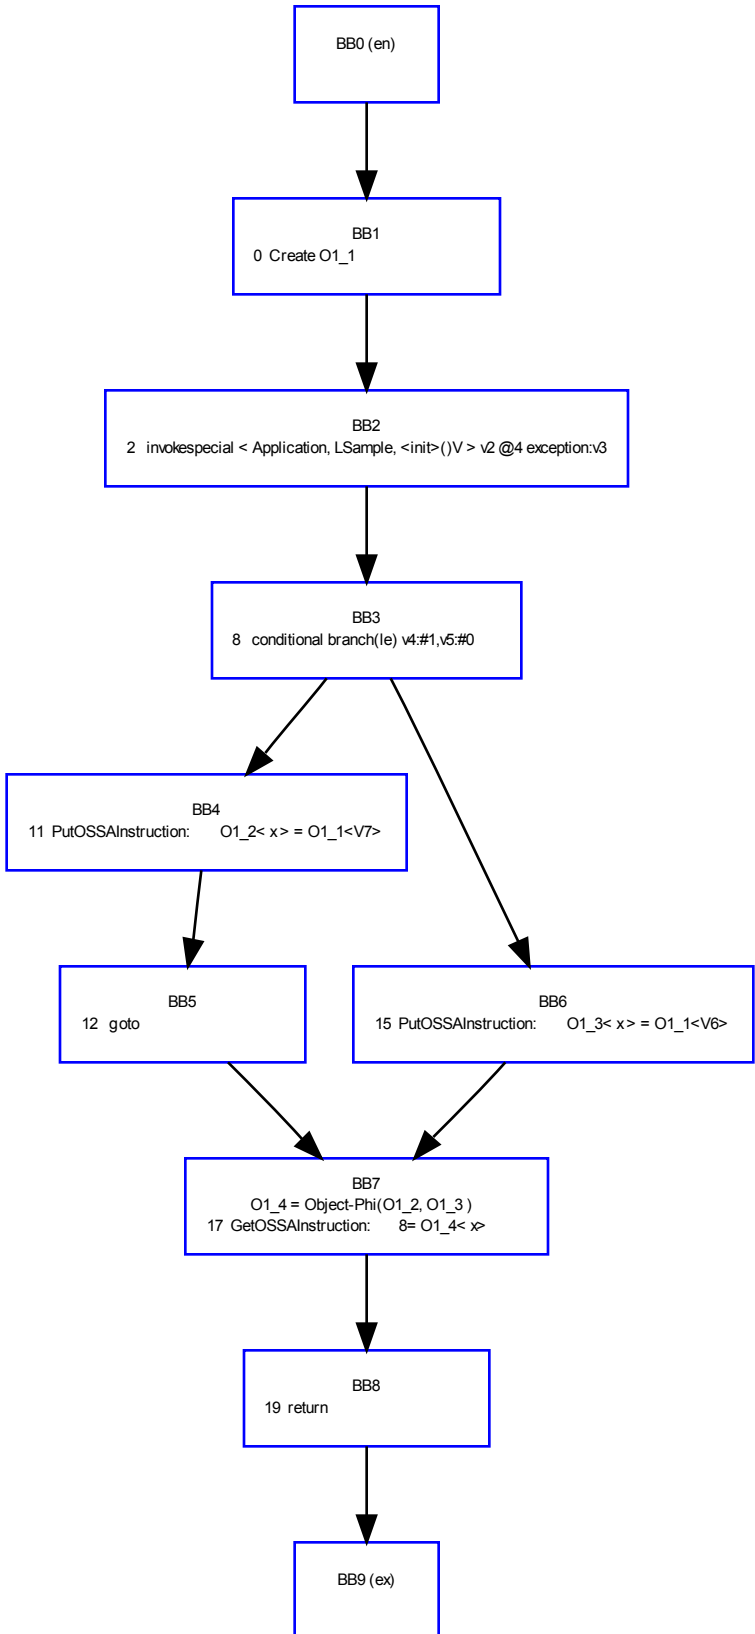 BB0 (en)
BB1
0 Create O1_1
BB2
2 invokespecial < Application, LSample, <init>()V > v2 @4 exception:v3
BB3
8 conditional branch(le) v4:#1,v5:#0
BB4
11 PutOSSAInstruction: O1_2< x > = O1_1<V7>
BB5
12 goto
BB6
15 PutOSSAInstruction: O1_3< x > = O1_1<V6>
BB7
O1_4 = Object-Phi(O1_2, O1_3 )
17 GetOSSAInstruction: 8= O1_4< x>
BB8
19 return
BB9 (ex)